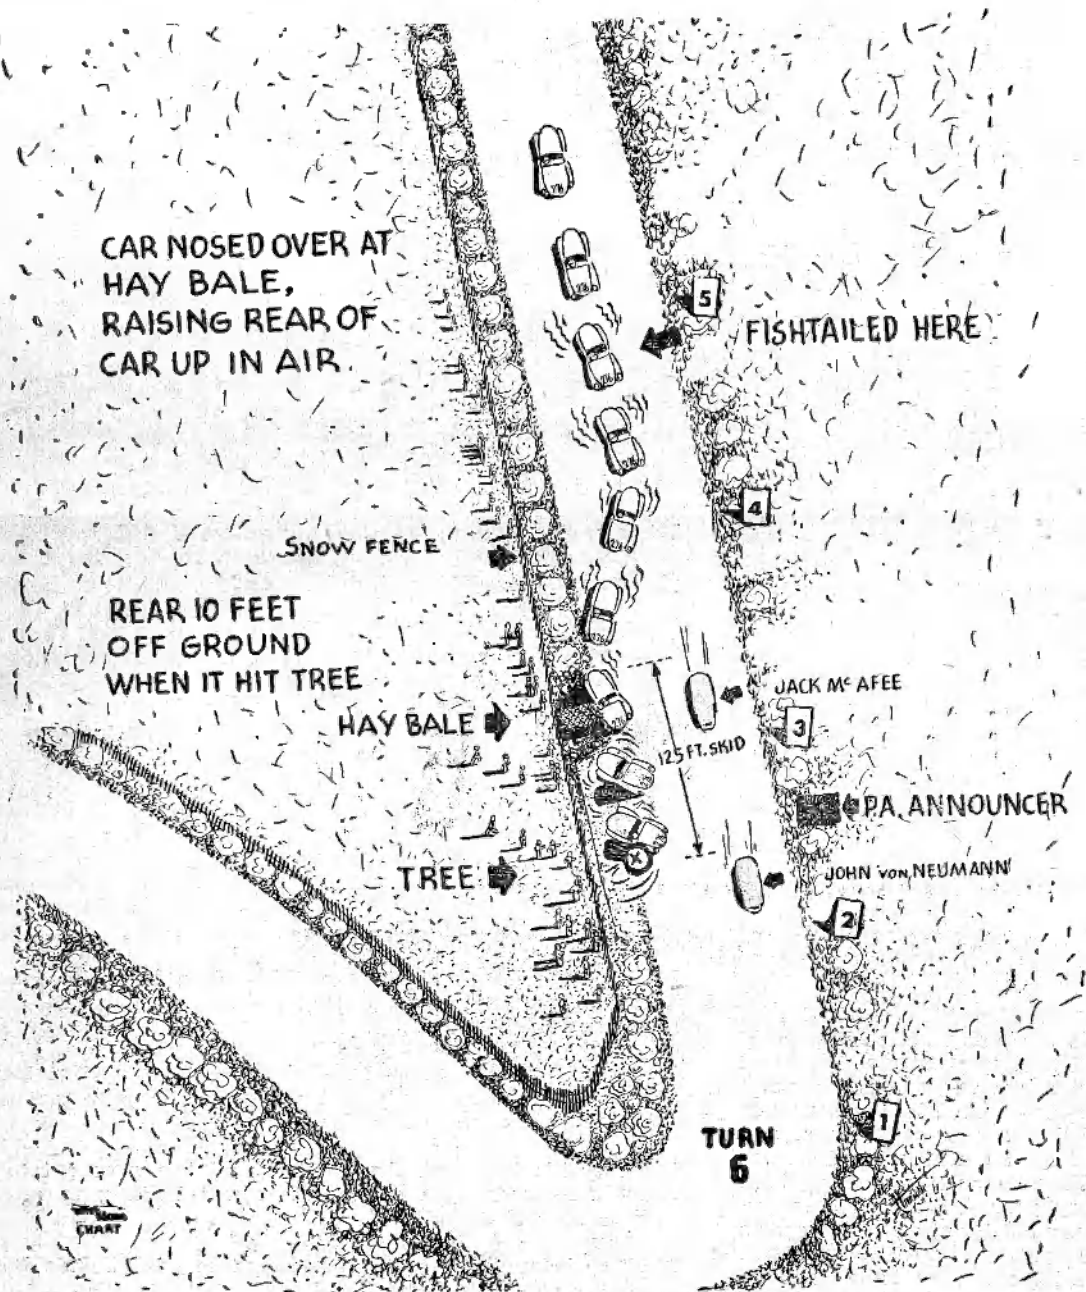 CAR NOSED OVER AT
HAY BALE,
RAISING REAR OF
CAR UP IN AIR.
5
FISHTAILED HERE
4
SNOW FENCE
REAR 10 FEET
OFF GROUND
WHEN IT HIT TREE
JACK McAFEE
HAY BALE
3
125 FT. SKID
P.A. ANNOUNCER
TREE
X
JOHN VON NEUMANN
2
1
TURN
6
CHART